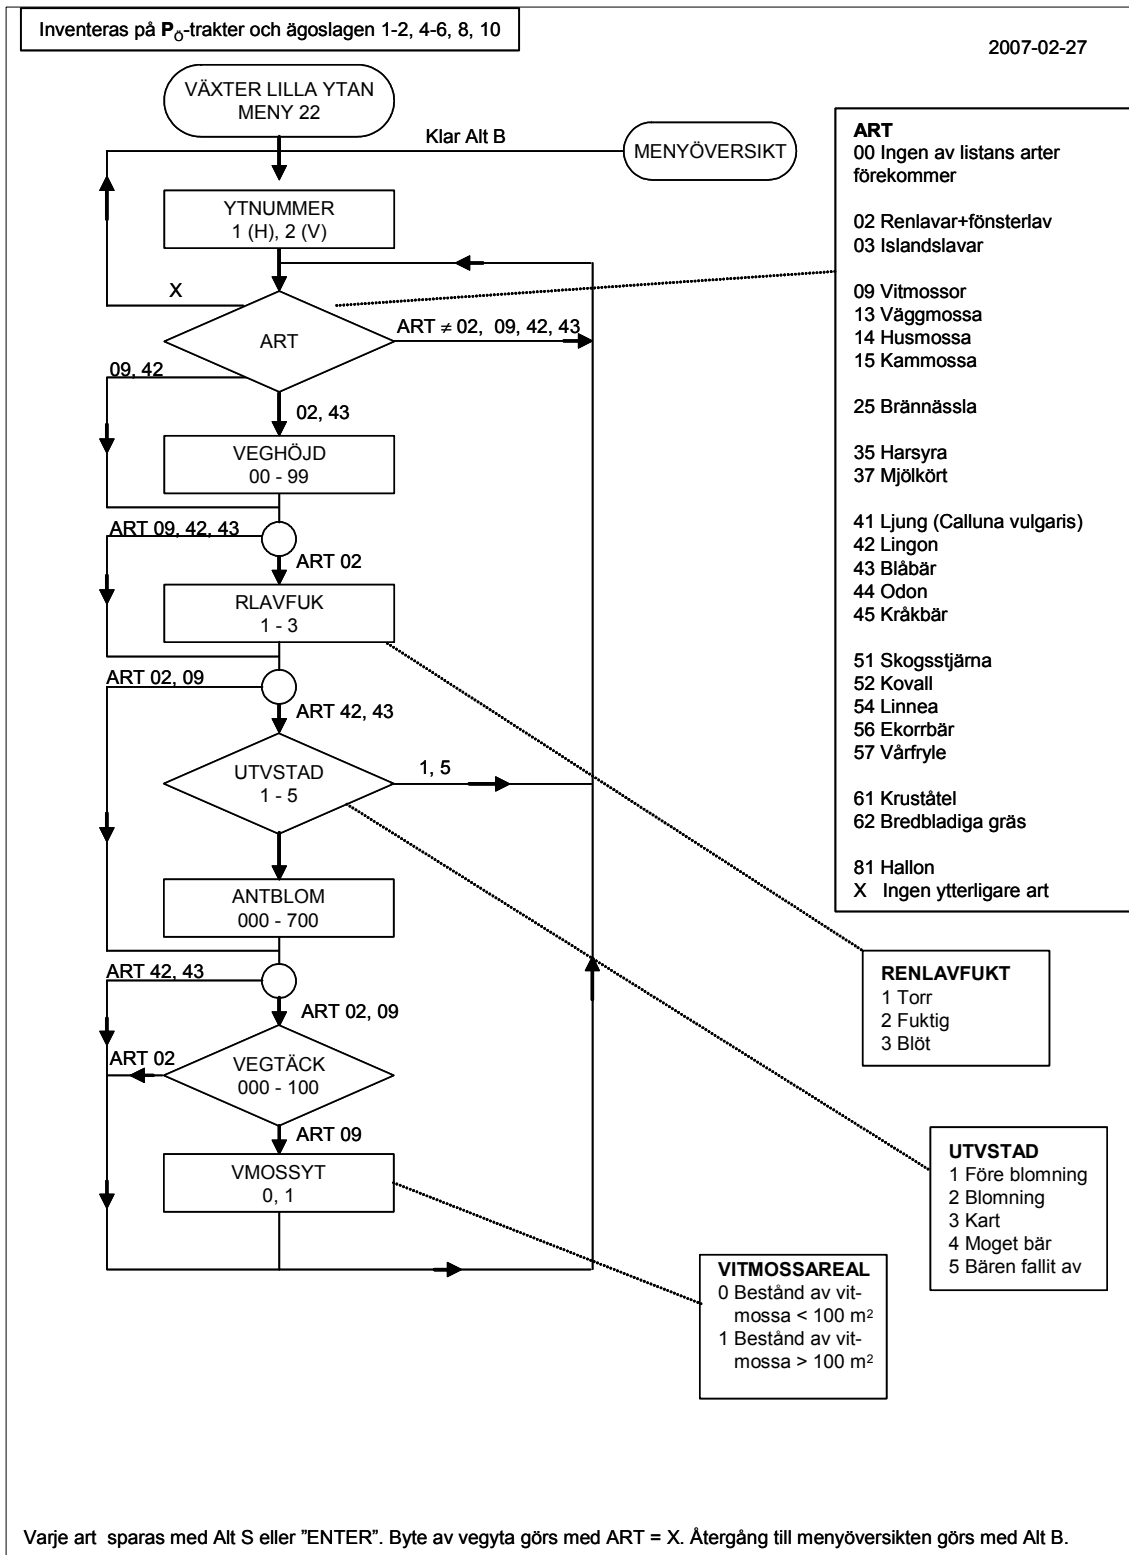 Inventeras på PÖ-trakter och ägoslagen 1-2, 4-6, 8, 10
2007-02-27
VÄXTER LILLA YTAN
MENY 22
Klar Alt B
MENYÖVERSIKT
YTNUMMER
1 (H), 2 (V)
X
ART
ART ≠ 02, 09, 42, 43
09, 42
02, 43
VEGHÖJD
00 - 99
ART 09, 42, 43
ART 02
RLAVFUK
1 - 3
ART 02, 09
ART 42, 43
UTVSTAD
1 - 5
1, 5
ANTBLOM
000 - 700
ART 42, 43
ART 02, 09
ART 02
VEGTÄCK
000 - 100
ART 09
VMOSSYT
0, 1
ART
00 Ingen av listans arter
förekommer
02 Renlavar+fönsterlav
03 Islandslavar
09 Vitmossor
13 Väggmossa
14 Husmossa
15 Kammossa
25 Brännässla
35 Harsyra
37 Mjölkört
41 Ljung (Calluna vulgaris)
42 Lingon
43 Blåbär
44 Odon
45 Kråkbär
51 Skogsstjärna
52 Kovall
54 Linnea
56 Ekorrbär
57 Vårfryle
61 Kruståtel
62 Bredbladiga gräs
81 Hallon
X Ingen ytterligare art
RENLAVFUKT
1 Torr
2 Fuktig
3 Blöt
UTVSTAD
1 Före blomning
2 Blomning
3 Kart
4 Moget bär
5 Bären fallit av
VITMOSSAREAL
0 Bestånd av vit-
mossa < 100 m²
1 Bestånd av vit-
mossa > 100 m²
Varje art sparas med Alt S eller "ENTER". Byte av vegyta görs med ART = X. Återgång till menyöversikten görs med Alt B.